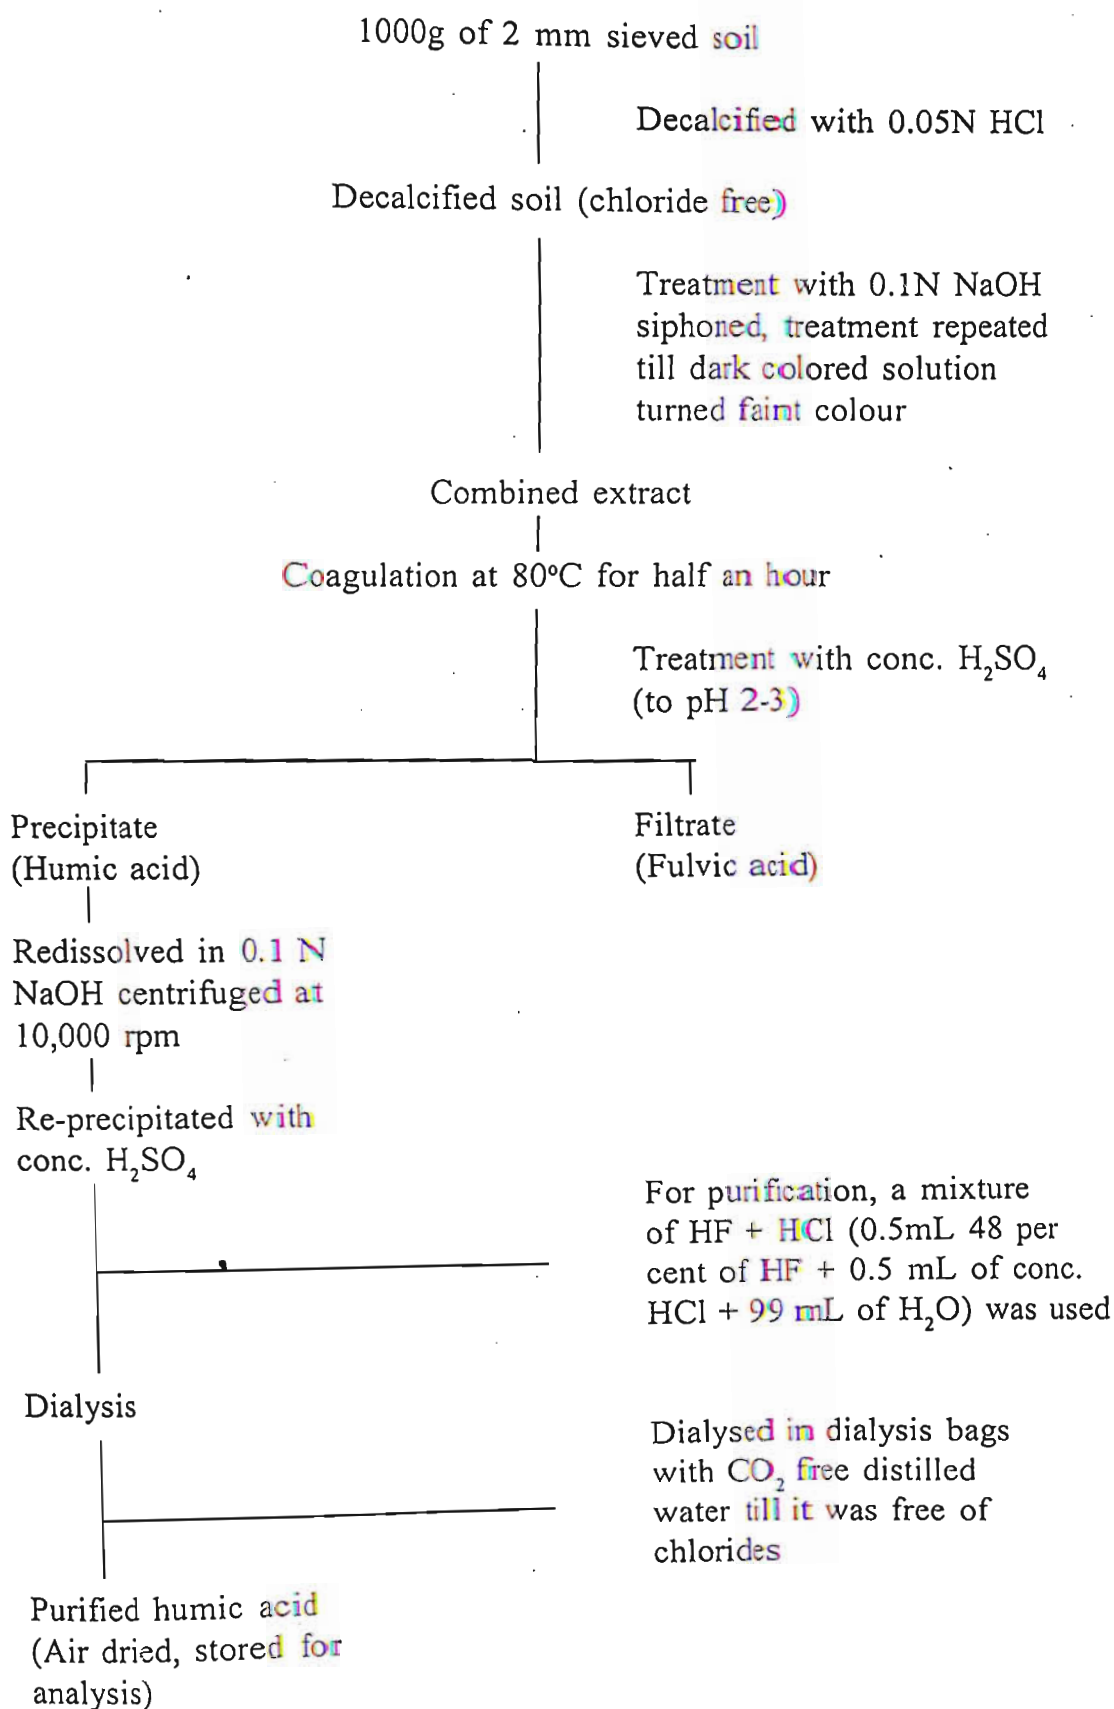 1000g of 2 mm sieved soil
Decalcified with 0.05N HCl
Decalcified soil (chloride free)
Treatment with 0.1N NaOH
siphoned, treatment repeated
till dark colored solution
turned faint colour
Combined extract
Coagulation at 80°C for half an hour
Treatment with conc. H₂SO₄
(to pH 2-3)
Precipitate
(Humic acid)
Filtrate
(Fulvic acid)
Redissolved in 0.1 N
NaOH centrifuged at
10,000 rpm
Re-precipitated with
conc. H₂SO₄
For purification, a mixture
of HF + HCl (0.5mL 48 per
cent of HF + 0.5 mL of conc.
HCl + 99 mL of H₂O) was used
Dialysis
Dialysed in dialysis bags
with CO₂ free distilled
water till it was free of
chlorides
Purified humic acid
(Air dried, stored for
analysis)